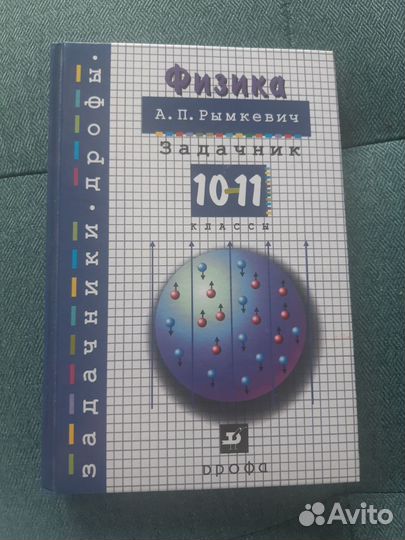 задачники.дрофы.
Физика
А.П.Рымкевич
Задачник
10-11
классы
дрофа
Avito